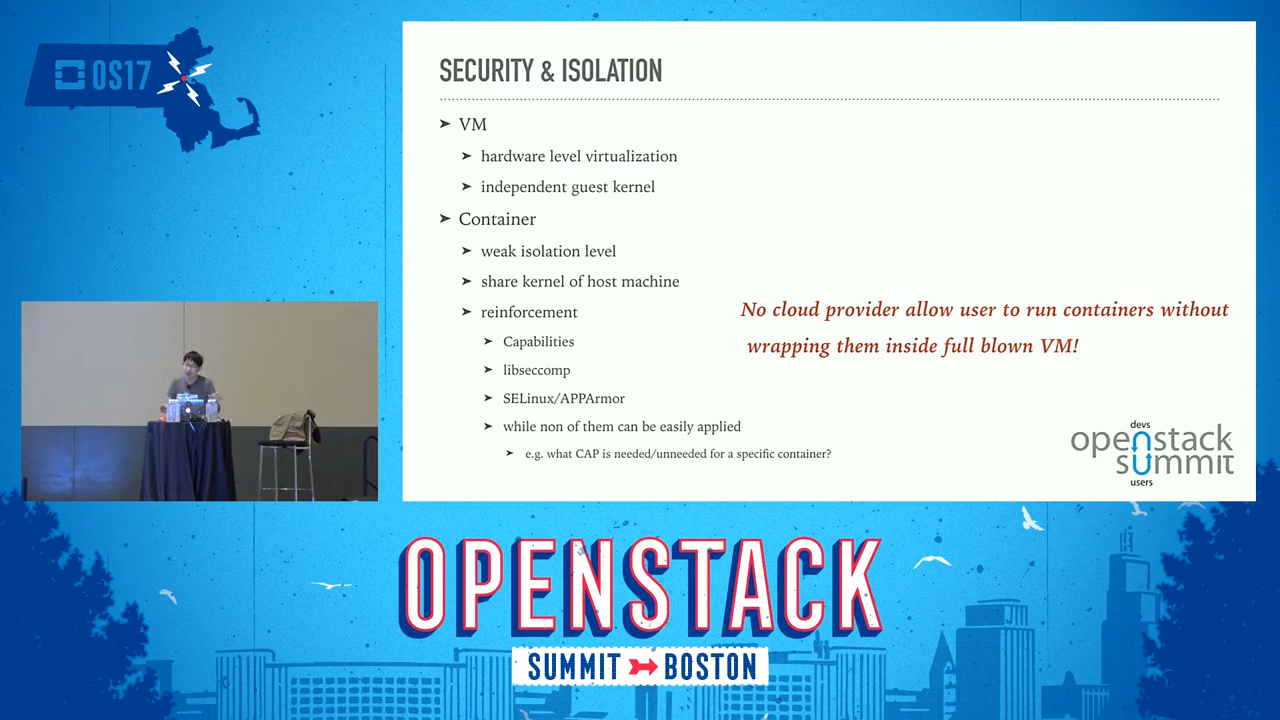 OS17
SECURITY & ISOLATION
➤ VM
➤ hardware level virtualization
➤ independent guest kernel
➤ Container
➤ weak isolation level
➤ share kernel of host machine
➤ reinforcement
➤ Capabilities
➤ libseccomp
➤ SELinux/APPArmor
➤ while non of them can be easily applied
➤ e.g. what CAP is needed/unneeded for a specific container?
No cloud provider allow user to run containers without
wrapping them inside full blown VM!
devs
openstack
summit
users
OPENSTACK
SUMMIT BOSTON